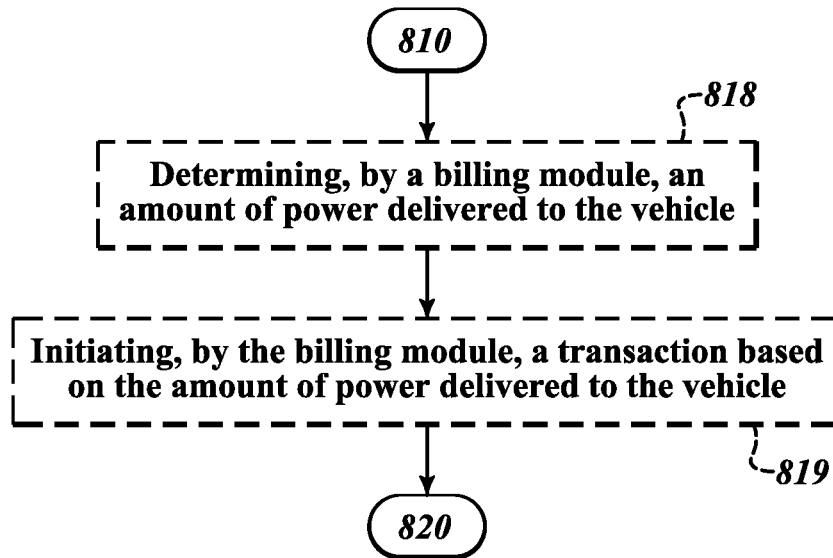 810
818
Determining, by a billing module, an
amount of power delivered to the vehicle
Initiating, by the billing module, a transaction based
on the amount of power delivered to the vehicle
819
820